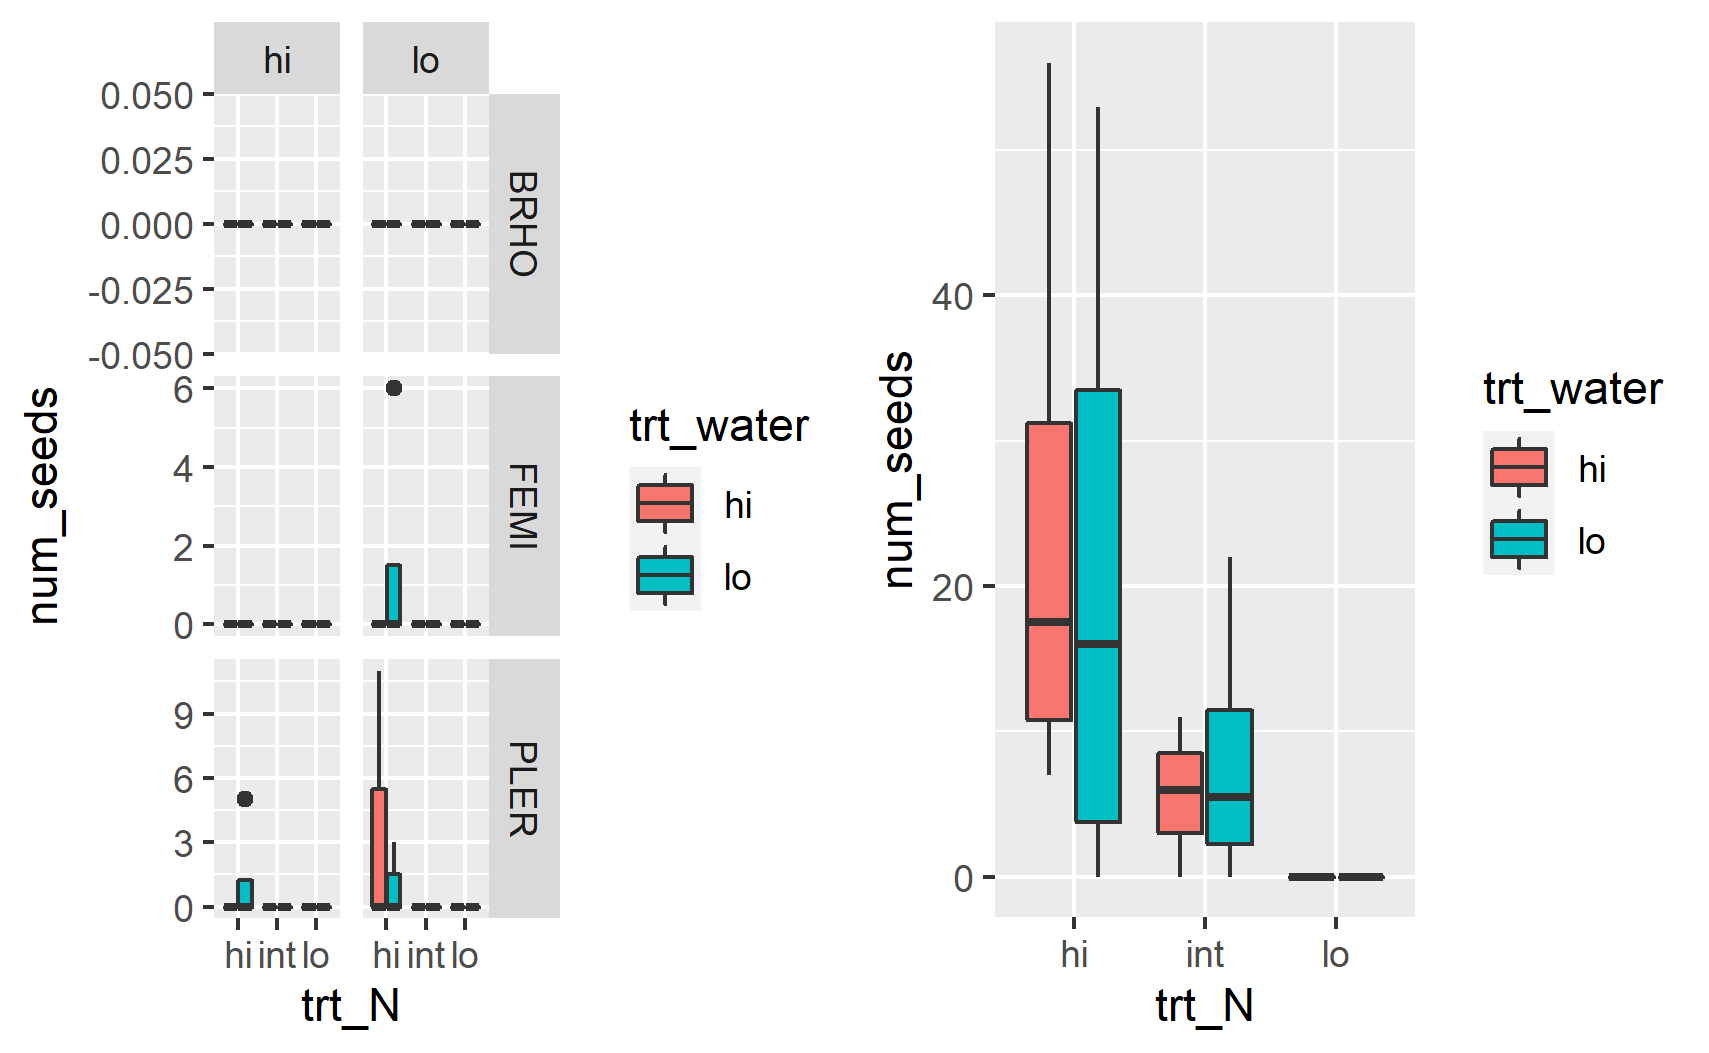 hi lo
0.050
0.025
0.000
-0.025
-0.050
BRHO
6
4
2
0
FEMI
9
6
3
0
PLER
num_seeds
hi int lo hi int lo
trt_N
trt_water
hi
lo
40
20
0
num_seeds
hi int lo
trt_N
trt_water
hi
lo